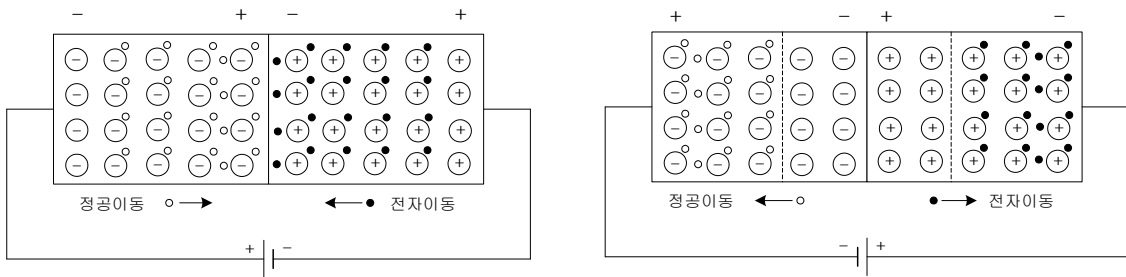 − + − + + − + −
정공이동 전자이동 정공이동 전자이동
+ − − +